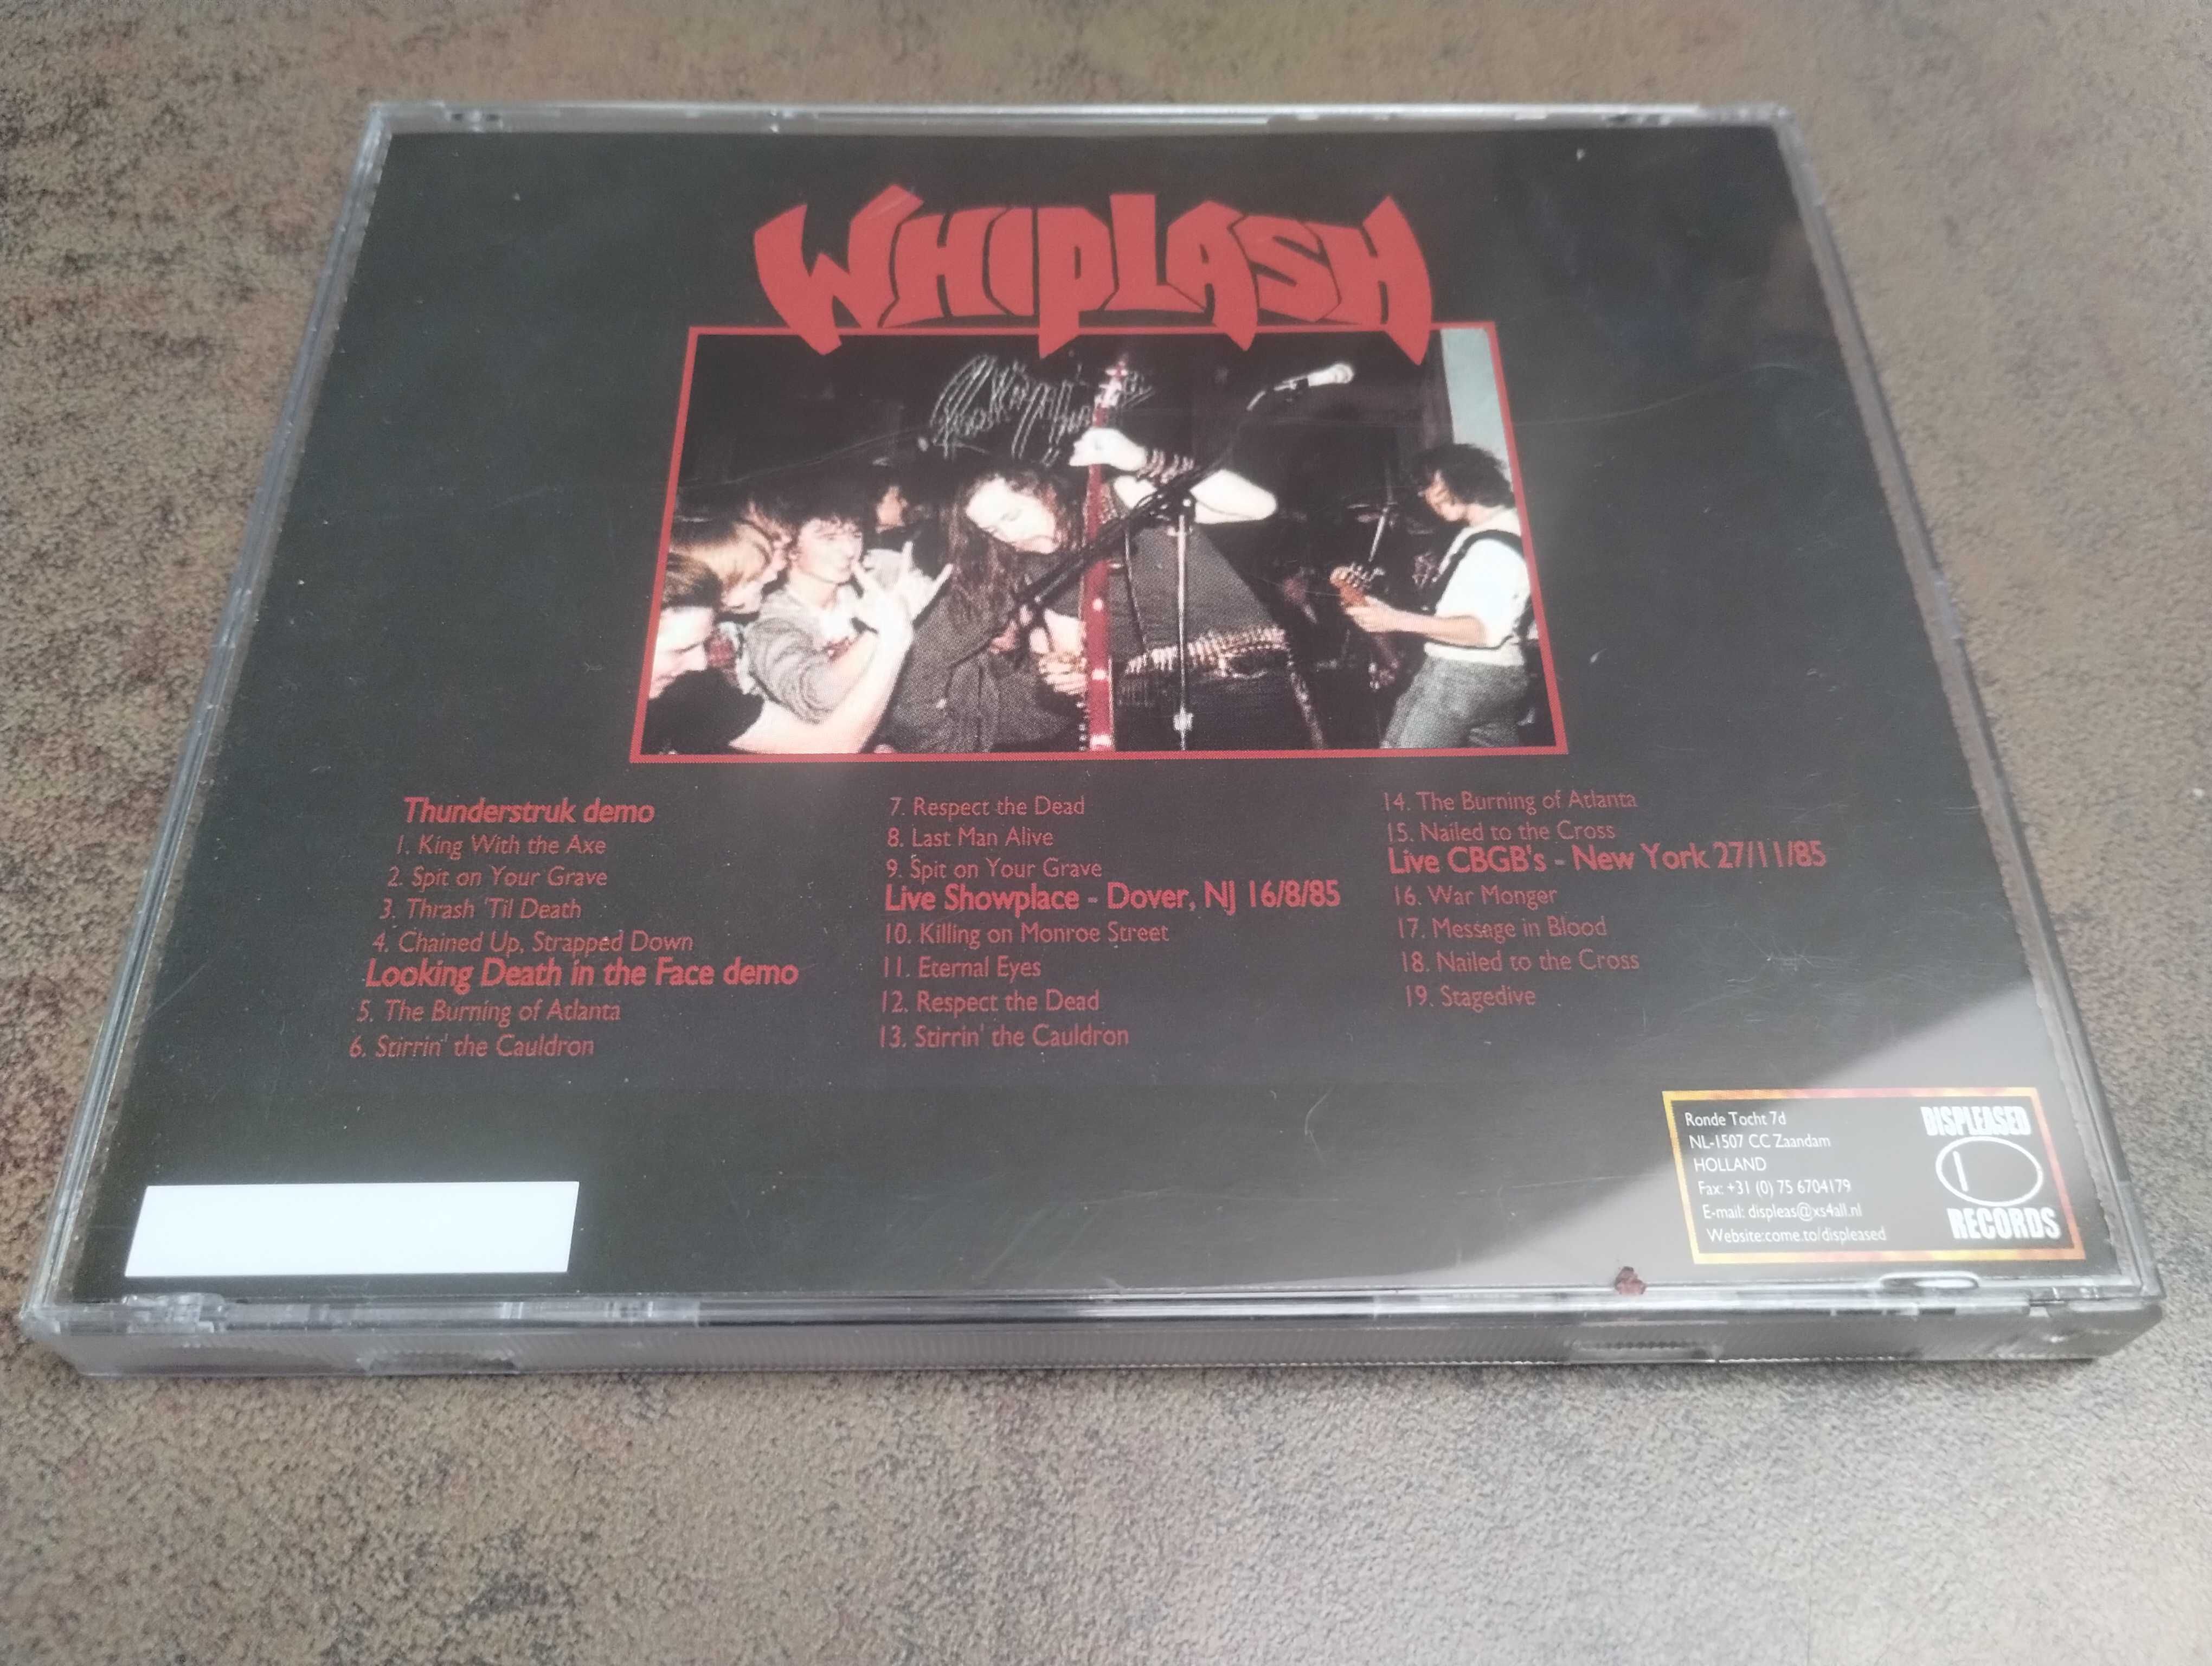 WHIPLASH
Thunderstruk demo
1. King With the Axe
2. Spit on Your Grave
3. Thrash 'Til Death
4. Chained Up, Strapped Down
Looking Death in the Face demo
5. The Burning of Atlanta
6. Stirrin' the Cauldron
7. Respect the Dead
8. Last Man Alive
9. Spit on Your Grave
Live Showplace - Dover, NJ 16/8/85
10. Killing on Monroe Street
11. Eternal Eyes
12. Respect the Dead
13. Stirrin' the Cauldron
14. The Burning of Atlanta
15. Nailed to the Cross
Live CBGB's - New York 27/11/85
16. War Monger
17. Message in Blood
18. Nailed to the Cross
19. Stagedive
Ronde Tocht 7d
NL-1507 CC Zaandam
HOLLAND
Fax: +31 (0) 75 6704179
E-mail: displeas@xs4all.nl
Website:come.to/displeased
DISPLEASED
RECORDS